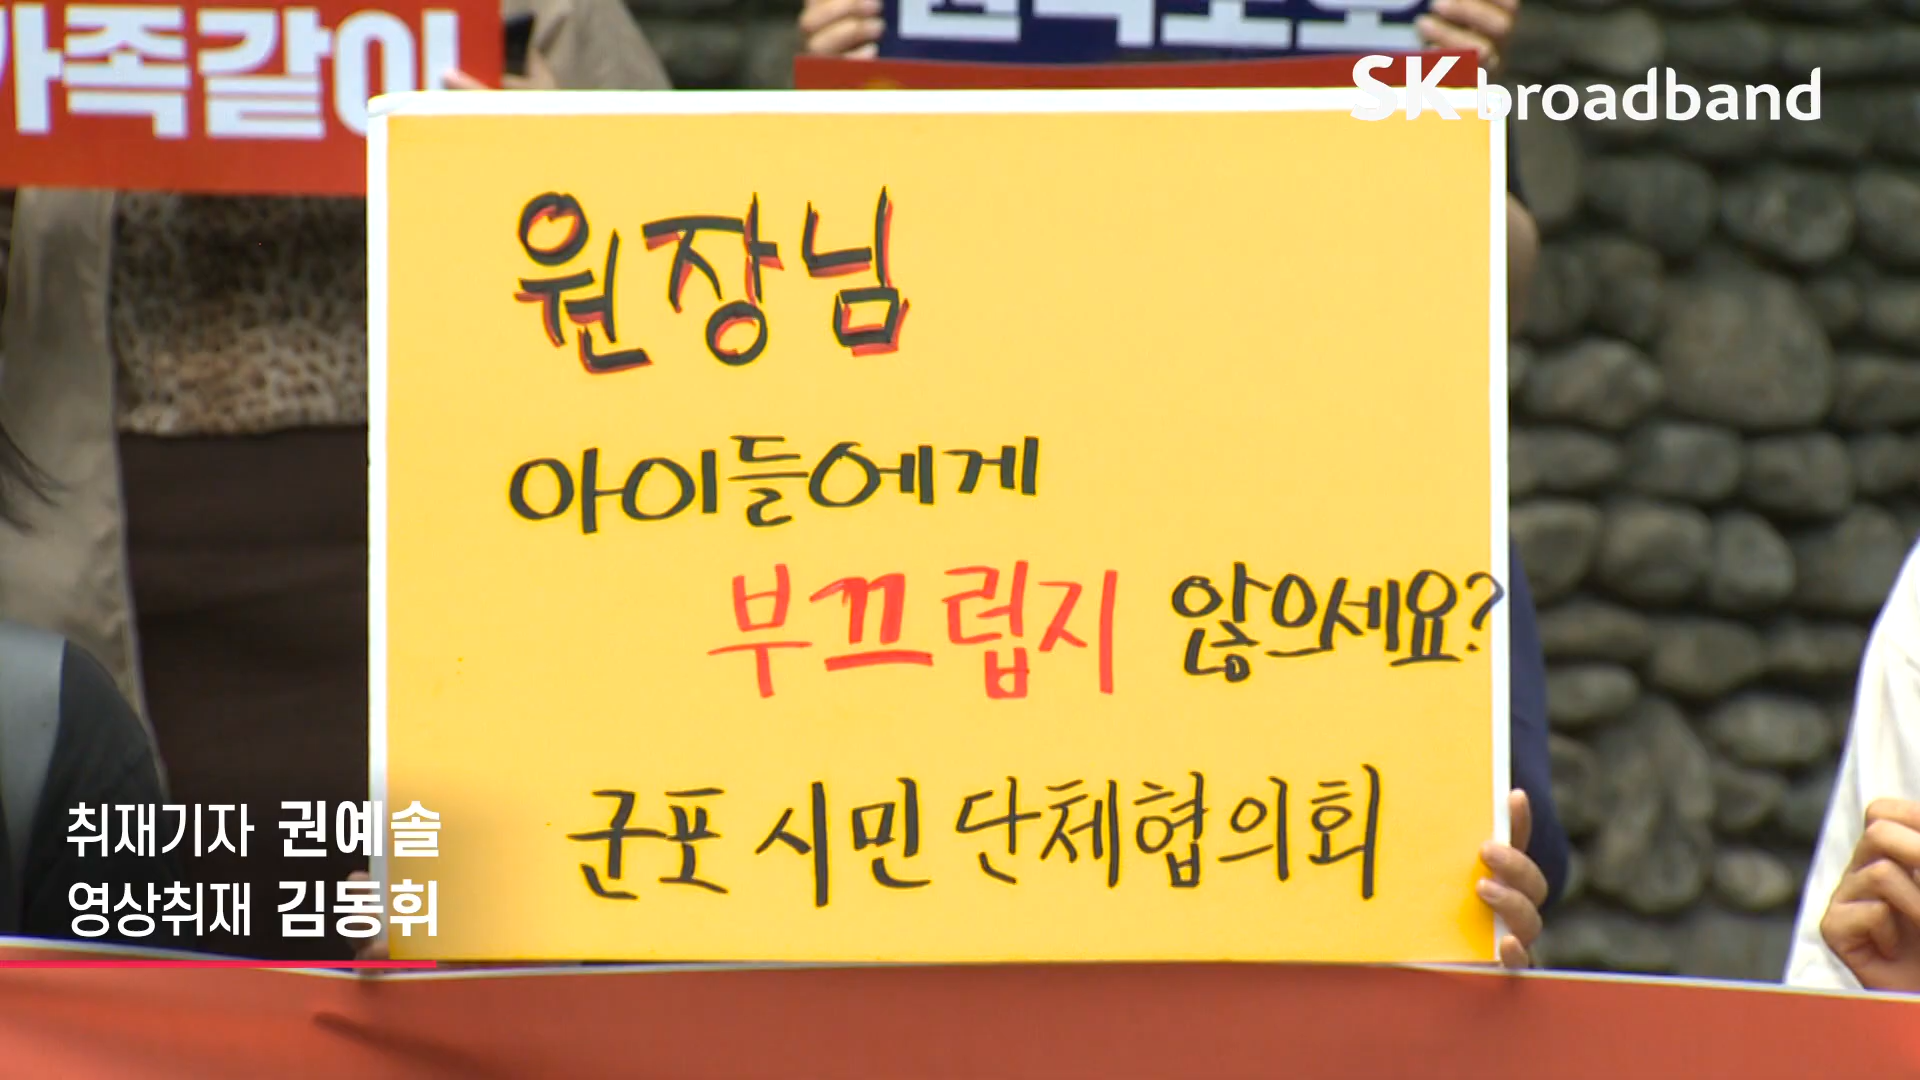 가족같이
SK broadband
원장님
아이들에게
부끄럽지 않으세요?
군포 시민 단체협의회
취재기자 권예솔
영상취재 김동휘